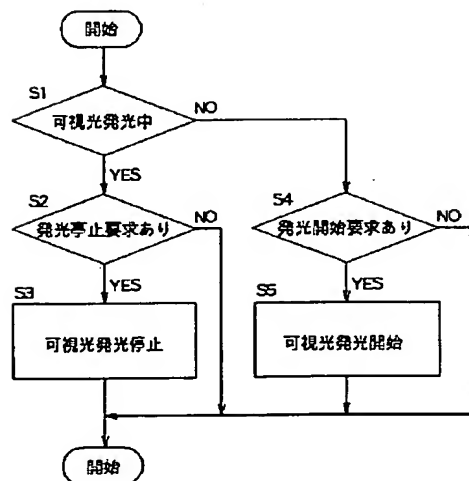 開始
S1
可視光発光中
NO
YES
S2
発光停止要求あり
NO
S4
発光開始要求あり
NO
YES
S3
可視光発光停止
YES
S5
可視光発光開始
開始